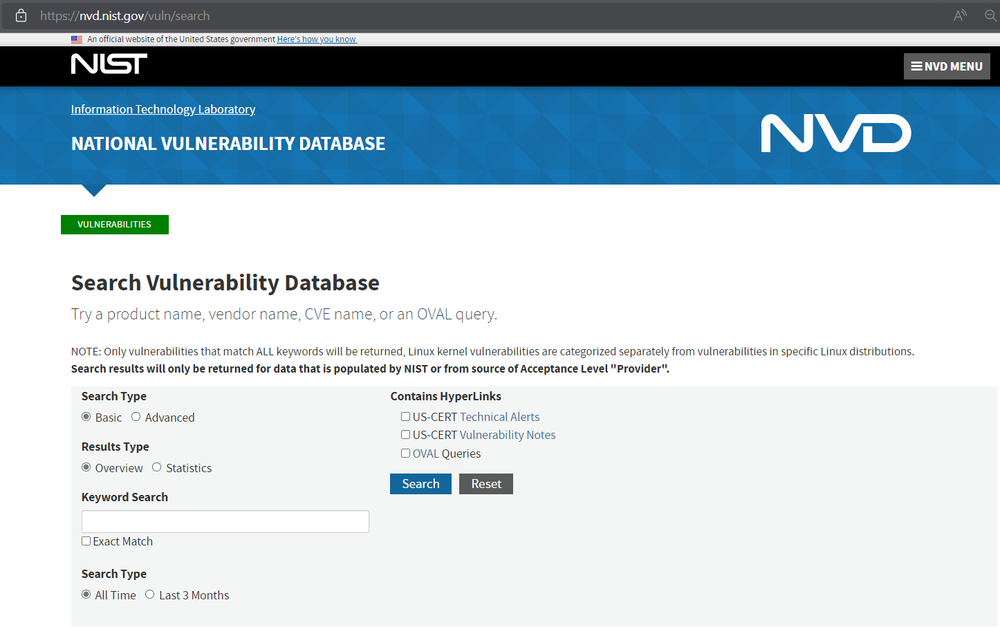 https://nvd.nist.gov/vuln/search
An official website of the United States government Here's how you know
NIST
NVD MENU
Information Technology Laboratory
NATIONAL VULNERABILITY DATABASE
NVD
VULNERABILITIES
Search Vulnerability Database
Try a product name, vendor name, CVE name, or an OVAL query.
NOTE: Only vulnerabilities that match ALL keywords will be returned, Linux kernel vulnerabilities are categorized separately from vulnerabilities in specific Linux distributions.
Search results will only be returned for data that is populated by NIST or from source of Acceptance Level "Provider".
Search Type
Basic Advanced
Results Type
Overview Statistics
Keyword Search
Exact Match
Search Type
All Time Last 3 Months
Contains HyperLinks
US-CERT Technical Alerts
US-CERT Vulnerability Notes
OVAL Queries
Search Reset